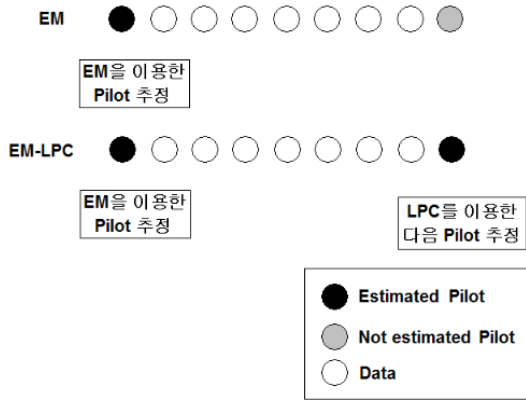 EM
EM을 이용한
Pilot 추정
EM-LPC
EM을 이용한
Pilot 추정
LPC를 이용한
다음 Pilot 추정
Estimated Pilot
Not estimated Pilot
Data